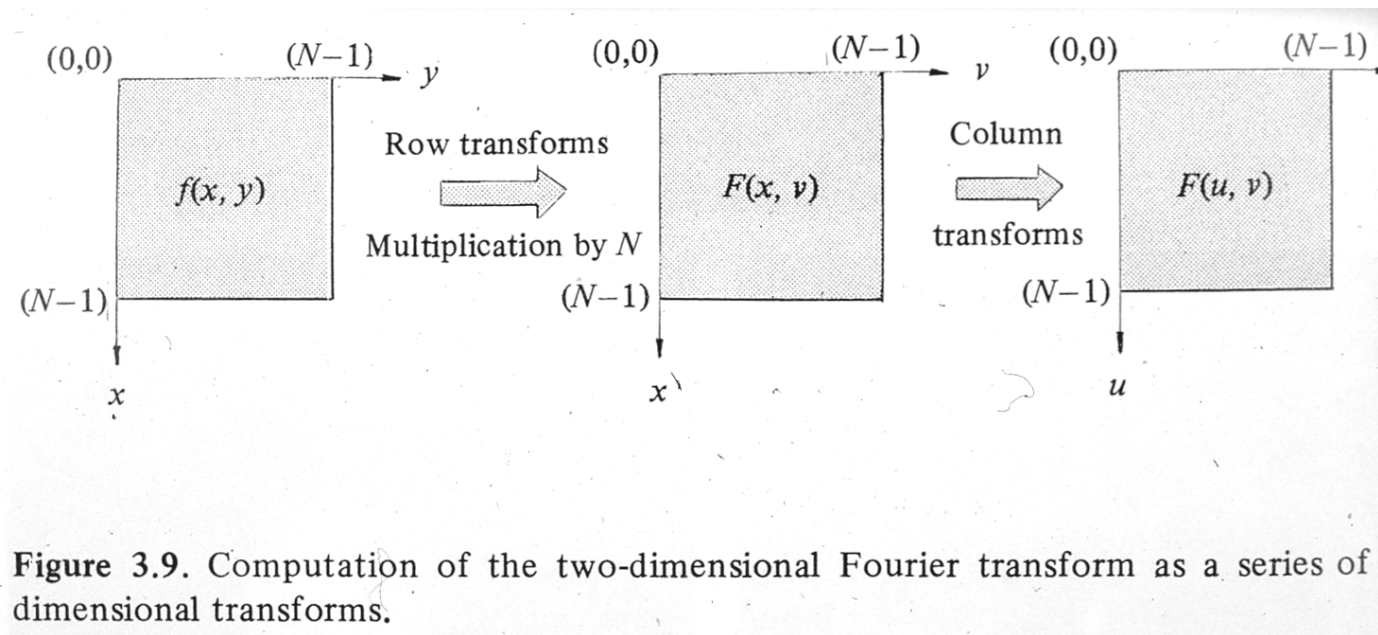 (0,0) (N−1) y
f(x, y)
(N−1)
x
Row transforms
Multiplication by N
(0,0) (N−1) ν
F(x, ν)
(N−1)
x
Column
transforms
(0,0) (N−1)
F(u, ν)
(N−1)
u
Figure 3.9. Computation of the two-dimensional Fourier transform as a series of
dimensional transforms.